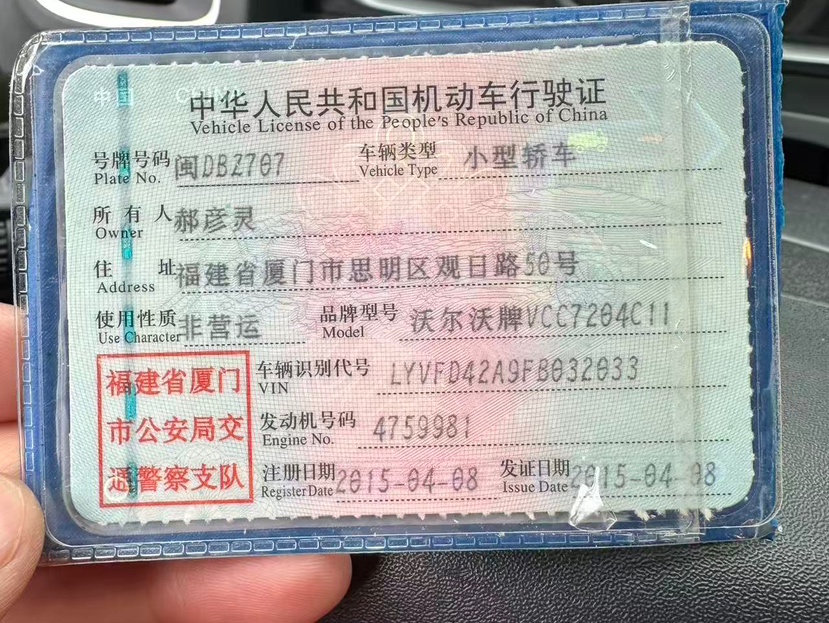 中国 CHINA
中华人民共和国机动车行驶证
Vehicle License of the People's Republic of China
号牌号码 闽DBZ707 车辆类型 小型轿车
Plate No. Vehicle Type
所有人 郝彦灵
Owner
住址 福建省厦门市思明区观日路50号
Address
使用性质 非营运 品牌型号 沃尔沃牌VCC7204C11
Use Character Model
福建省厦门
市公安局交
通警察支队
车辆识别代号 LYVFD42A9FB032033
VIN
发动机号码 4759981
Engine No.
注册日期 2015-04-08 发证日期 2015-04-08
Register Date Issue Date